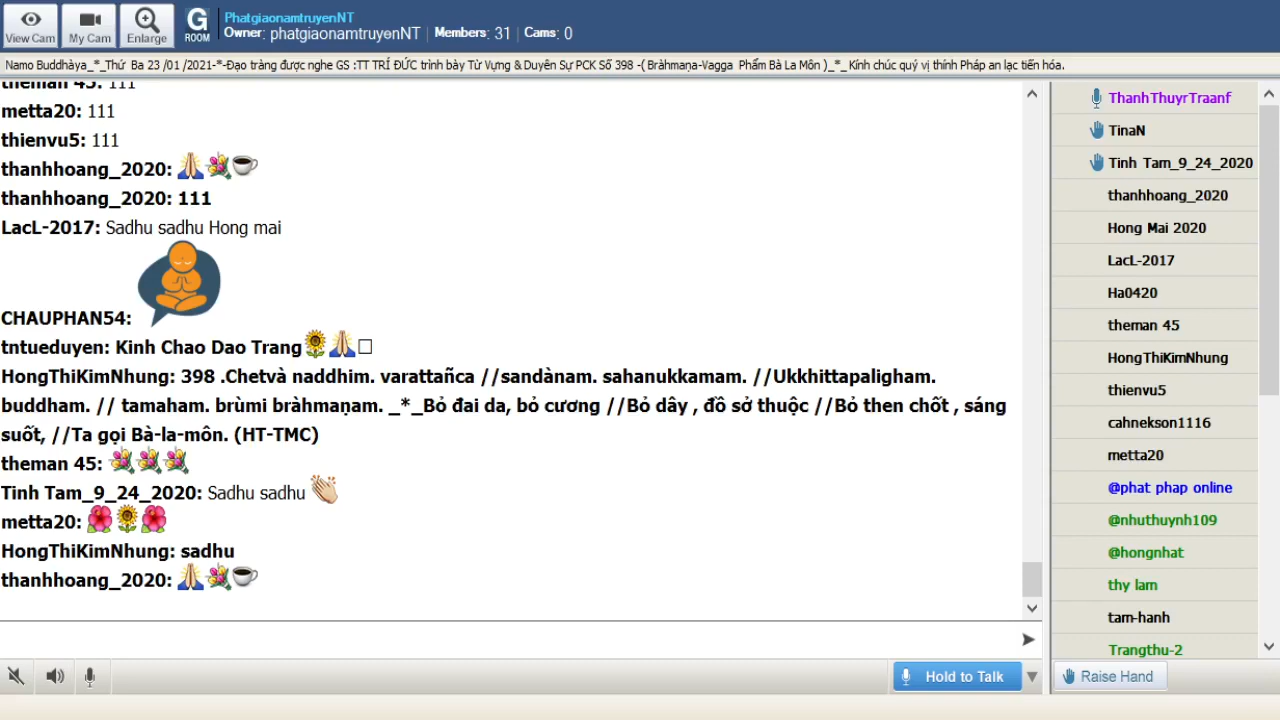 View Cam
My Cam
Enlarge
G
ROOM
PhatgiaonamtruyenNT
Owner: phatgiaonamtruyenNT | Members: 31 | Cams: 0
Namo Buddhàya_*_Thứ Ba 23 /01 /2021-*-Đạo tràng được nghe GS :TT TRÍ ĐỨC trình bày Từ Vựng & Duyên Sự PCK Số 398 -( Bràhmaṇa-Vagga Phẩm Bà La Môn )_*_ Kính chúc quý vị thính Pháp an lạc tiến hóa.
theman 45: 111
metta20: 111
thienvu5: 111
thanhhoang_2020:
thanhhoang_2020: 111
LacL-2017: Sadhu sadhu Hong mai
CHAUPHAN54:
tntueduyen: Kinh Chao Dao Trang
HongThiKimNhung: 398 .Chetvà naddhim. varattañca //sandànam. sahanukkamam. //Ukkhittapaligham.
buddham. // tamaham. brùmi bràhmaṇam. _*_Bỏ đai da, bỏ cương //Bỏ dây , đồ sở thuộc //Bỏ then chốt , sáng
suốt, //Ta gọi Bà-la-môn. (HT-TMC)
theman 45:
Tinh Tam_9_24_2020: Sadhu sadhu
metta20:
HongThiKimNhung: sadhu
thanhhoang_2020:
Hold to Talk
ThanhThuyrTraanf
TinaN
Tinh Tam_9_24_2020
thanhhoang_2020
Hong Mai 2020
LacL-2017
Ha0420
theman 45
HongThiKimNhung
thienvu5
cahnekson1116
metta20
@phat phap online
@nhuthuynh109
@hongnhat
thy lam
tam-hanh
Trangthu-2
Raise Hand